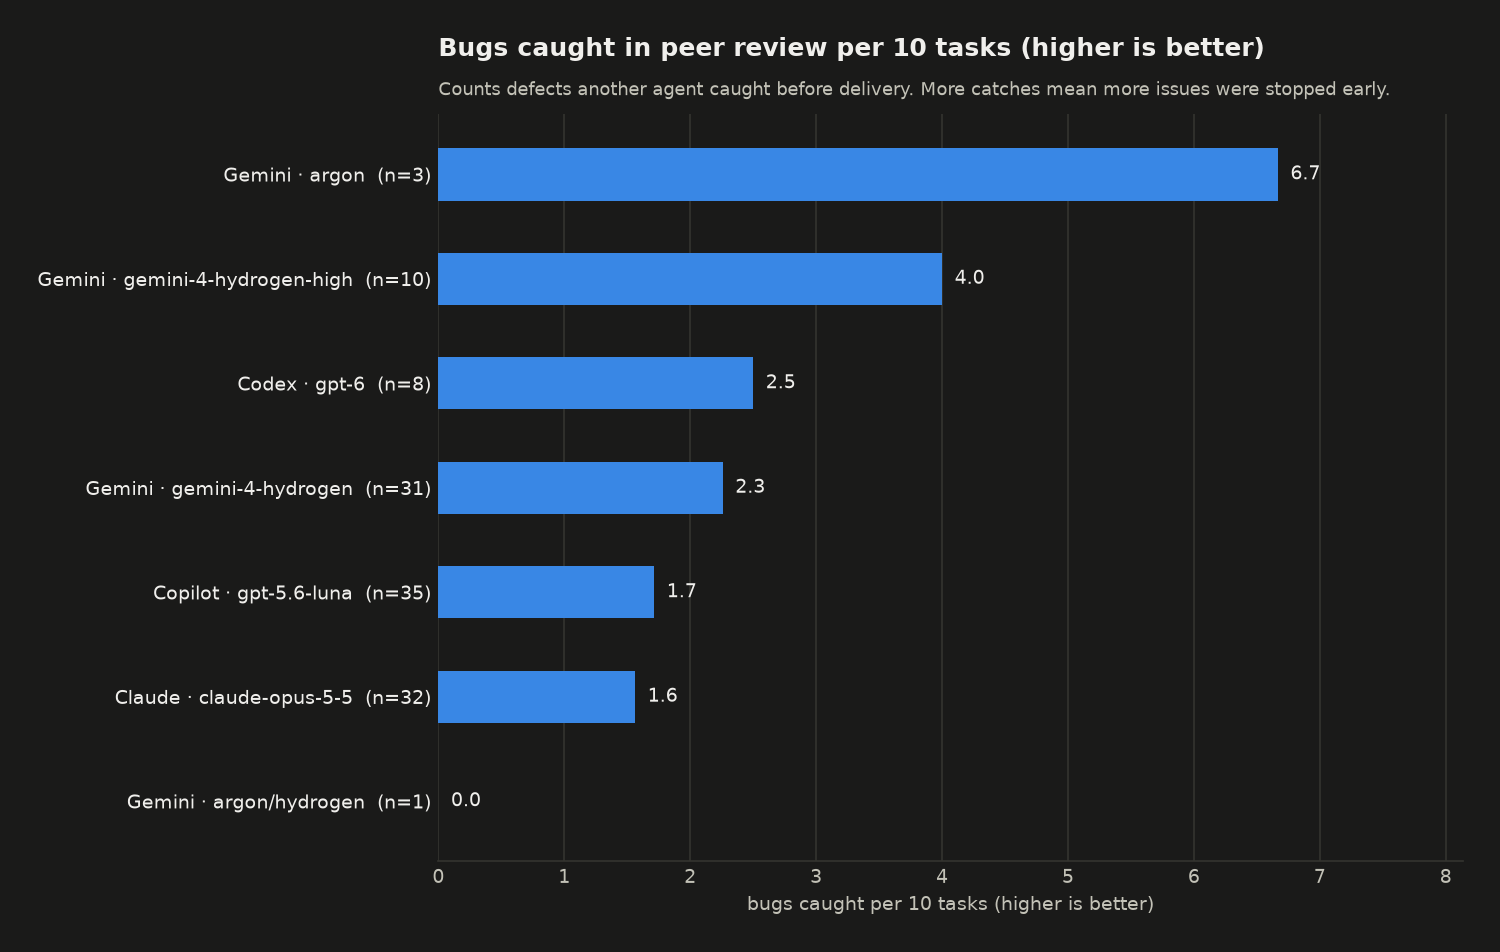 Bugs caught in peer review per 10 tasks (higher is better)
Counts defects another agent caught before delivery. More catches mean more issues were stopped early.
Gemini · argon (n=3) 6.7
Gemini · gemini-4-hydrogen-high (n=10) 4.0
Codex · gpt-6 (n=8) 2.5
Gemini · gemini-4-hydrogen (n=31) 2.3
Copilot · gpt-5.6-luna (n=35) 1.7
Claude · claude-opus-5-5 (n=32) 1.6
Gemini · argon/hydrogen (n=1) 0.0
0 1 2 3 4 5 6 7 8
bugs caught per 10 tasks (higher is better)